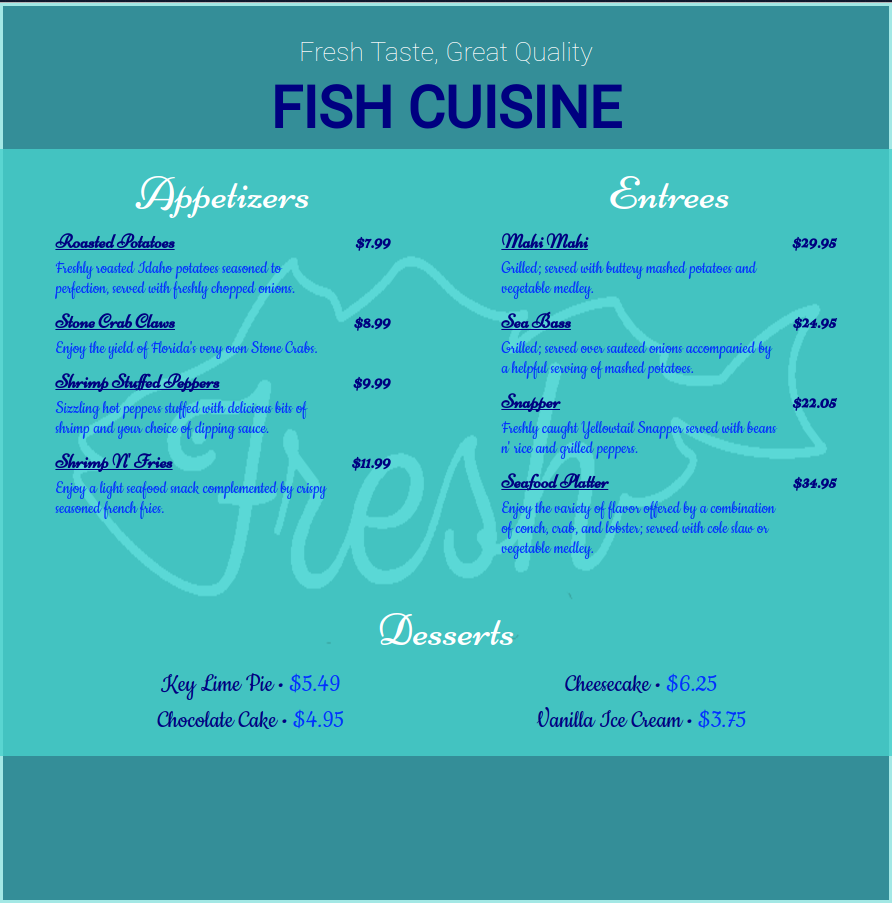 Fresh Taste, Great Quality
FISH CUISINE
Appetizers
Roasted Potatoes $7.99
Freshly roasted Idaho potatoes seasoned to
perfection, served with freshly chopped onions.
Stone Crab Claws $8.99
Enjoy the yield of Florida's very own Stone Crabs.
Shrimp Stuffed Peppers $9.99
Sizzling hot peppers stuffed with delicious bits of
shrimp and your choice of dipping sauce.
Shrimp N' Fries $11.99
Enjoy a light seafood snack complemented by crispy
seasoned french fries.
Entrees
Mahi Mahi $29.95
Grilled; served with buttery mashed potatoes and
vegetable medley.
Sea Bass $24.95
Grilled; served over sauteed onions accompanied by
a helpful serving of mashed potatoes.
Snapper $22.05
Freshly caught Yellowtail Snapper served with beans
n' rice and grilled peppers.
Seafood Platter $34.95
Enjoy the variety of flavor offered by a combination
of conch, crab, and lobster; served with cole slaw or
vegetable medley.
Fresh
Desserts
Key Lime Pie • $5.49
Chocolate Cake • $4.95
Cheesecake • $6.25
Vanilla Ice Cream • $3.75